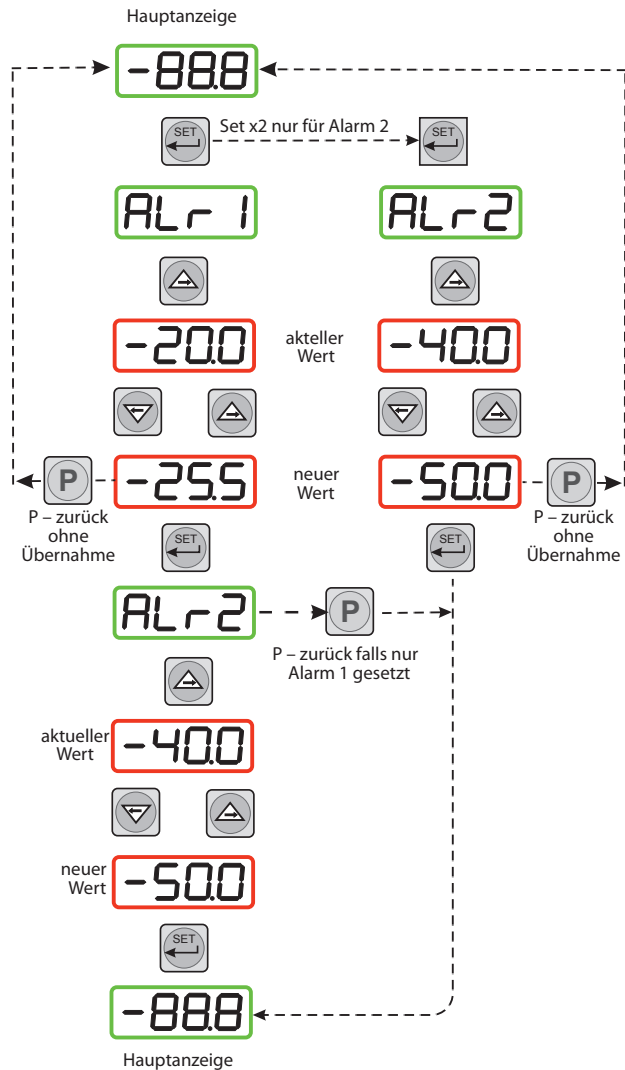 Hauptanzeige
-88.8
SET
Set x2 nur für Alarm 2
SET
ALr 1
ALr2
-20.0
akteller
Wert
-40.0
-25.5
neuer
Wert
-50.0
P
P – zurück
ohne
Übernahme
P
P – zurück
ohne
Übernahme
SET
SET
ALr2
P
P – zurück falls nur
Alarm 1 gesetzt
aktueller
Wert
-40.0
neuer
Wert
-50.0
SET
-88.8
Hauptanzeige